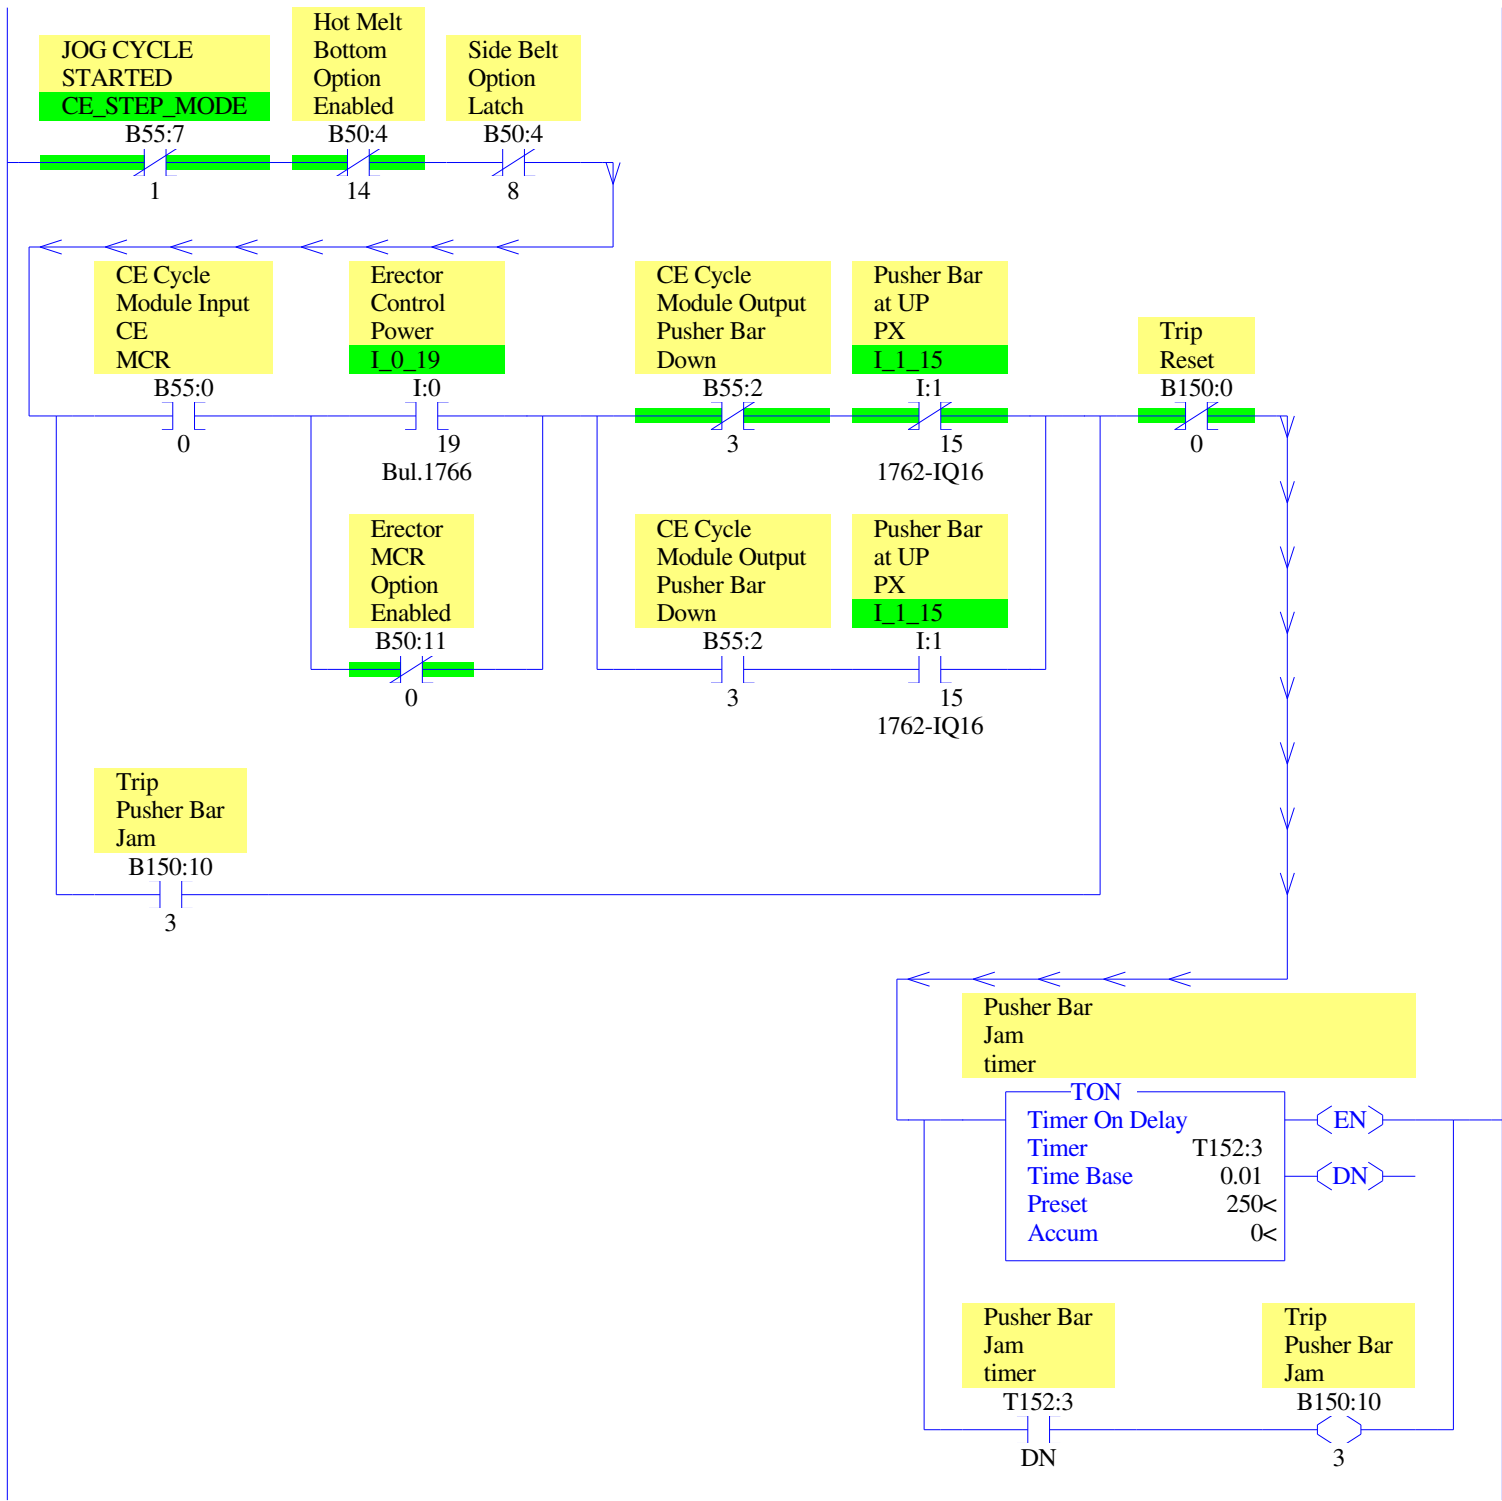 JOG CYCLE
STARTED
CE_STEP_MODE
B55:7
1
Hot Melt
Bottom
Option
Enabled
B50:4
14
Side Belt
Option
Latch
B50:4
8
CE Cycle
Module Input
CE
MCR
B55:0
0
Erector
Control
Power
I_0_19
I:0
19
Bul.1766
CE Cycle
Module Output
Pusher Bar
Down
B55:2
3
Pusher Bar
at UP
PX
I_1_15
I:1
15
1762-IQ16
Trip
Reset
B150:0
0
Erector
MCR
Option
Enabled
B50:11
0
CE Cycle
Module Output
Pusher Bar
Down
B55:2
3
Pusher Bar
at UP
PX
I_1_15
I:1
15
1762-IQ16
Trip
Pusher Bar
Jam
B150:10
3
Pusher Bar
Jam
timer
TON
Timer On Delay
Timer T152:3
Time Base 0.01
Preset 250<
Accum 0<
EN
DN
Pusher Bar
Jam
timer
T152:3
DN
Trip
Pusher Bar
Jam
B150:10
3